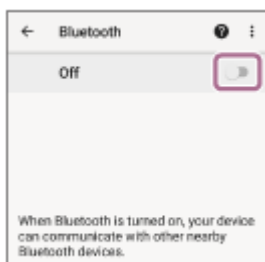 Bluetooth
Off
When Bluetooth is turned on, your device
can communicate with other nearby
Bluetooth devices.